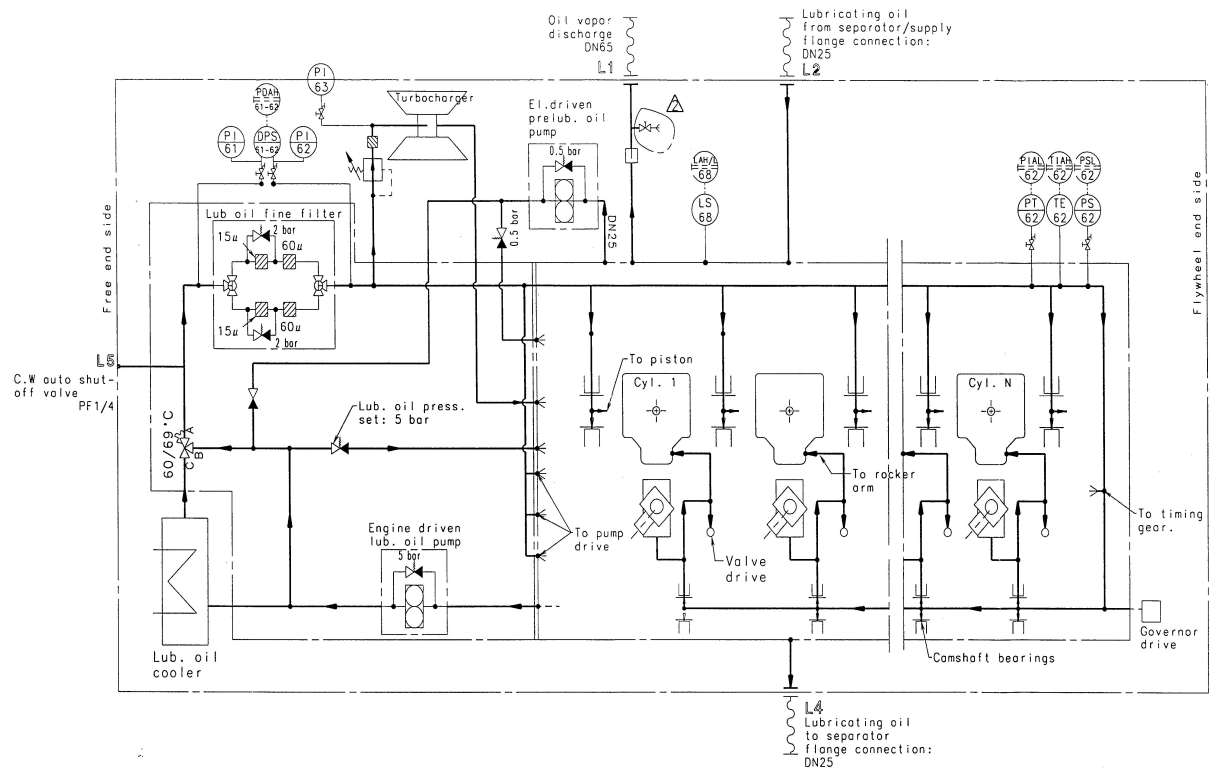 Oil vapor
discharge
DN65
L1
Lubricating oil
from separator/supply
flange connection:
DN25
L2
PI
63
PDAH
61-62
PI
61
DPS
61-62
PI
62
Turbocharger
El.driven
prelub. oil
pump
0.5 bar
2
LAH/L
68
LS
68
PIAL
62
TIAH
62
PSL
62
PT
62
TE
62
PS
62
Free end side
Flywheel end side
Lub oil fine filter
2 bar
15µ
60µ
15µ
60µ
2 bar
0.5 bar
DN25
L5
C.W auto shut-
off valve
PF1/4
60/69°C
A
B
C
Lub. oil press.
set: 5 bar
To piston
Cyl. 1
Cyl. N
To rocker
arm
To pump
drive
Valve
drive
To timing
gear.
Engine driven
lub. oil pump
5 bar
Lub. oil
cooler
Camshaft bearings
Governor
drive
L4
Lubricating oil
to separator
flange connection:
DN25